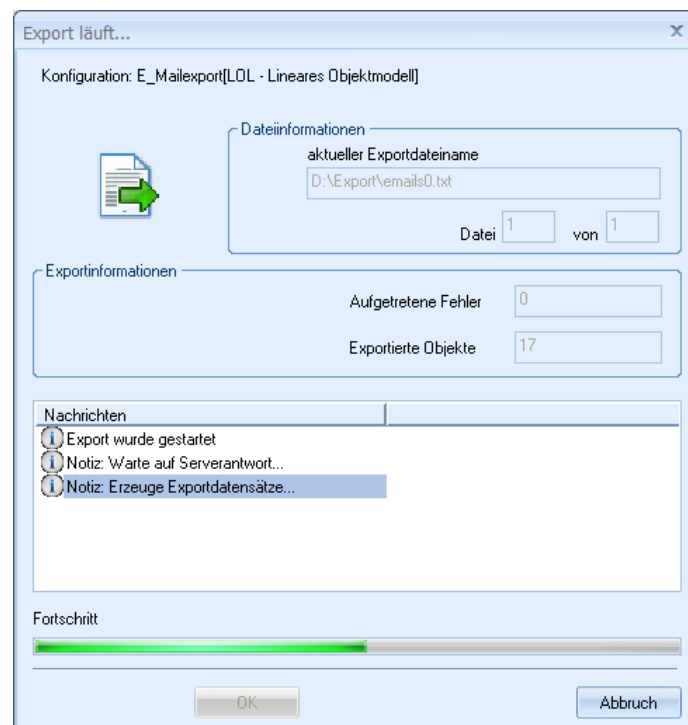 Export läuft...
Konfiguration: E_Mailexport[LOL - Lineares Objektmodell]
Dateiinformationen
aktueller Exportdateiname
D:\Export\emails0.txt
Datei 1 von 1
Exportinformationen
Aufgetretene Fehler 0
Exportierte Objekte 17
Nachrichten
Export wurde gestartet
Notiz: Warte auf Serverantwort...
Notiz: Erzeuge Exportdatensätze...
Fortschritt
OK Abbruch